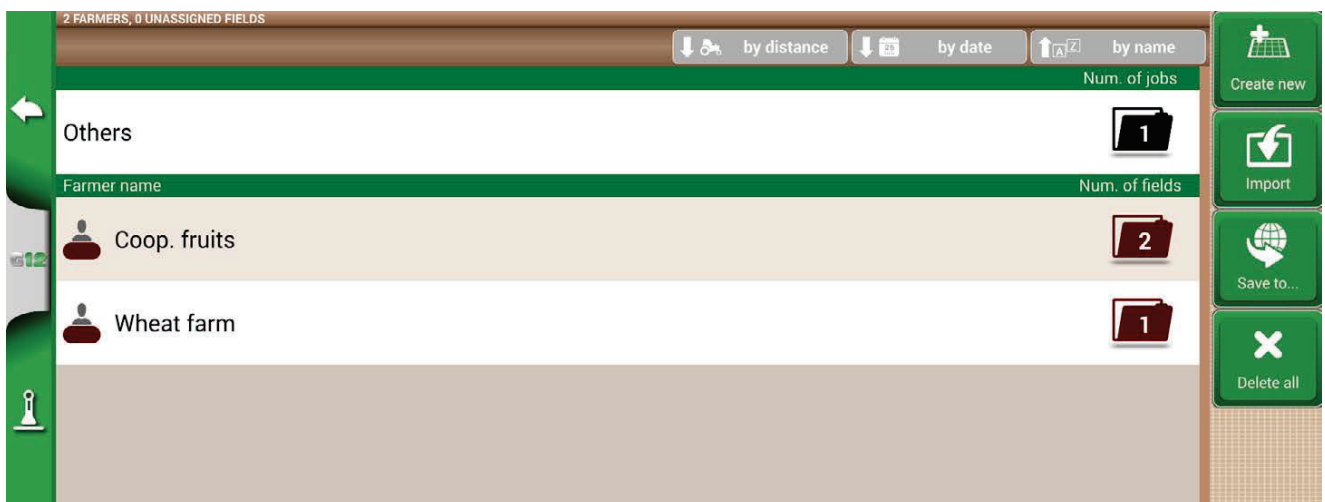 2 FARMERS, 0 UNASSIGNED FIELDS
by distance by date by name
Num. of jobs
Others 1
Farmer name Num. of fields
Coop. fruits 2
Wheat farm 1
Create new
Import
Save to...
Delete all
G12